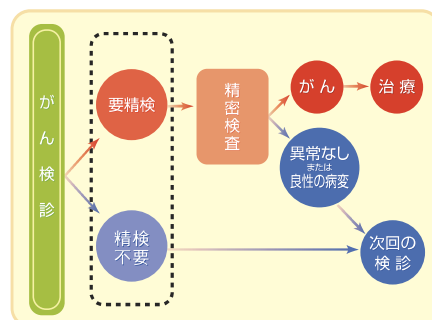 がん検診
要精検
精検
不要
精密検査
がん
治療
異常なし
または
良性の病変
次回の
検診